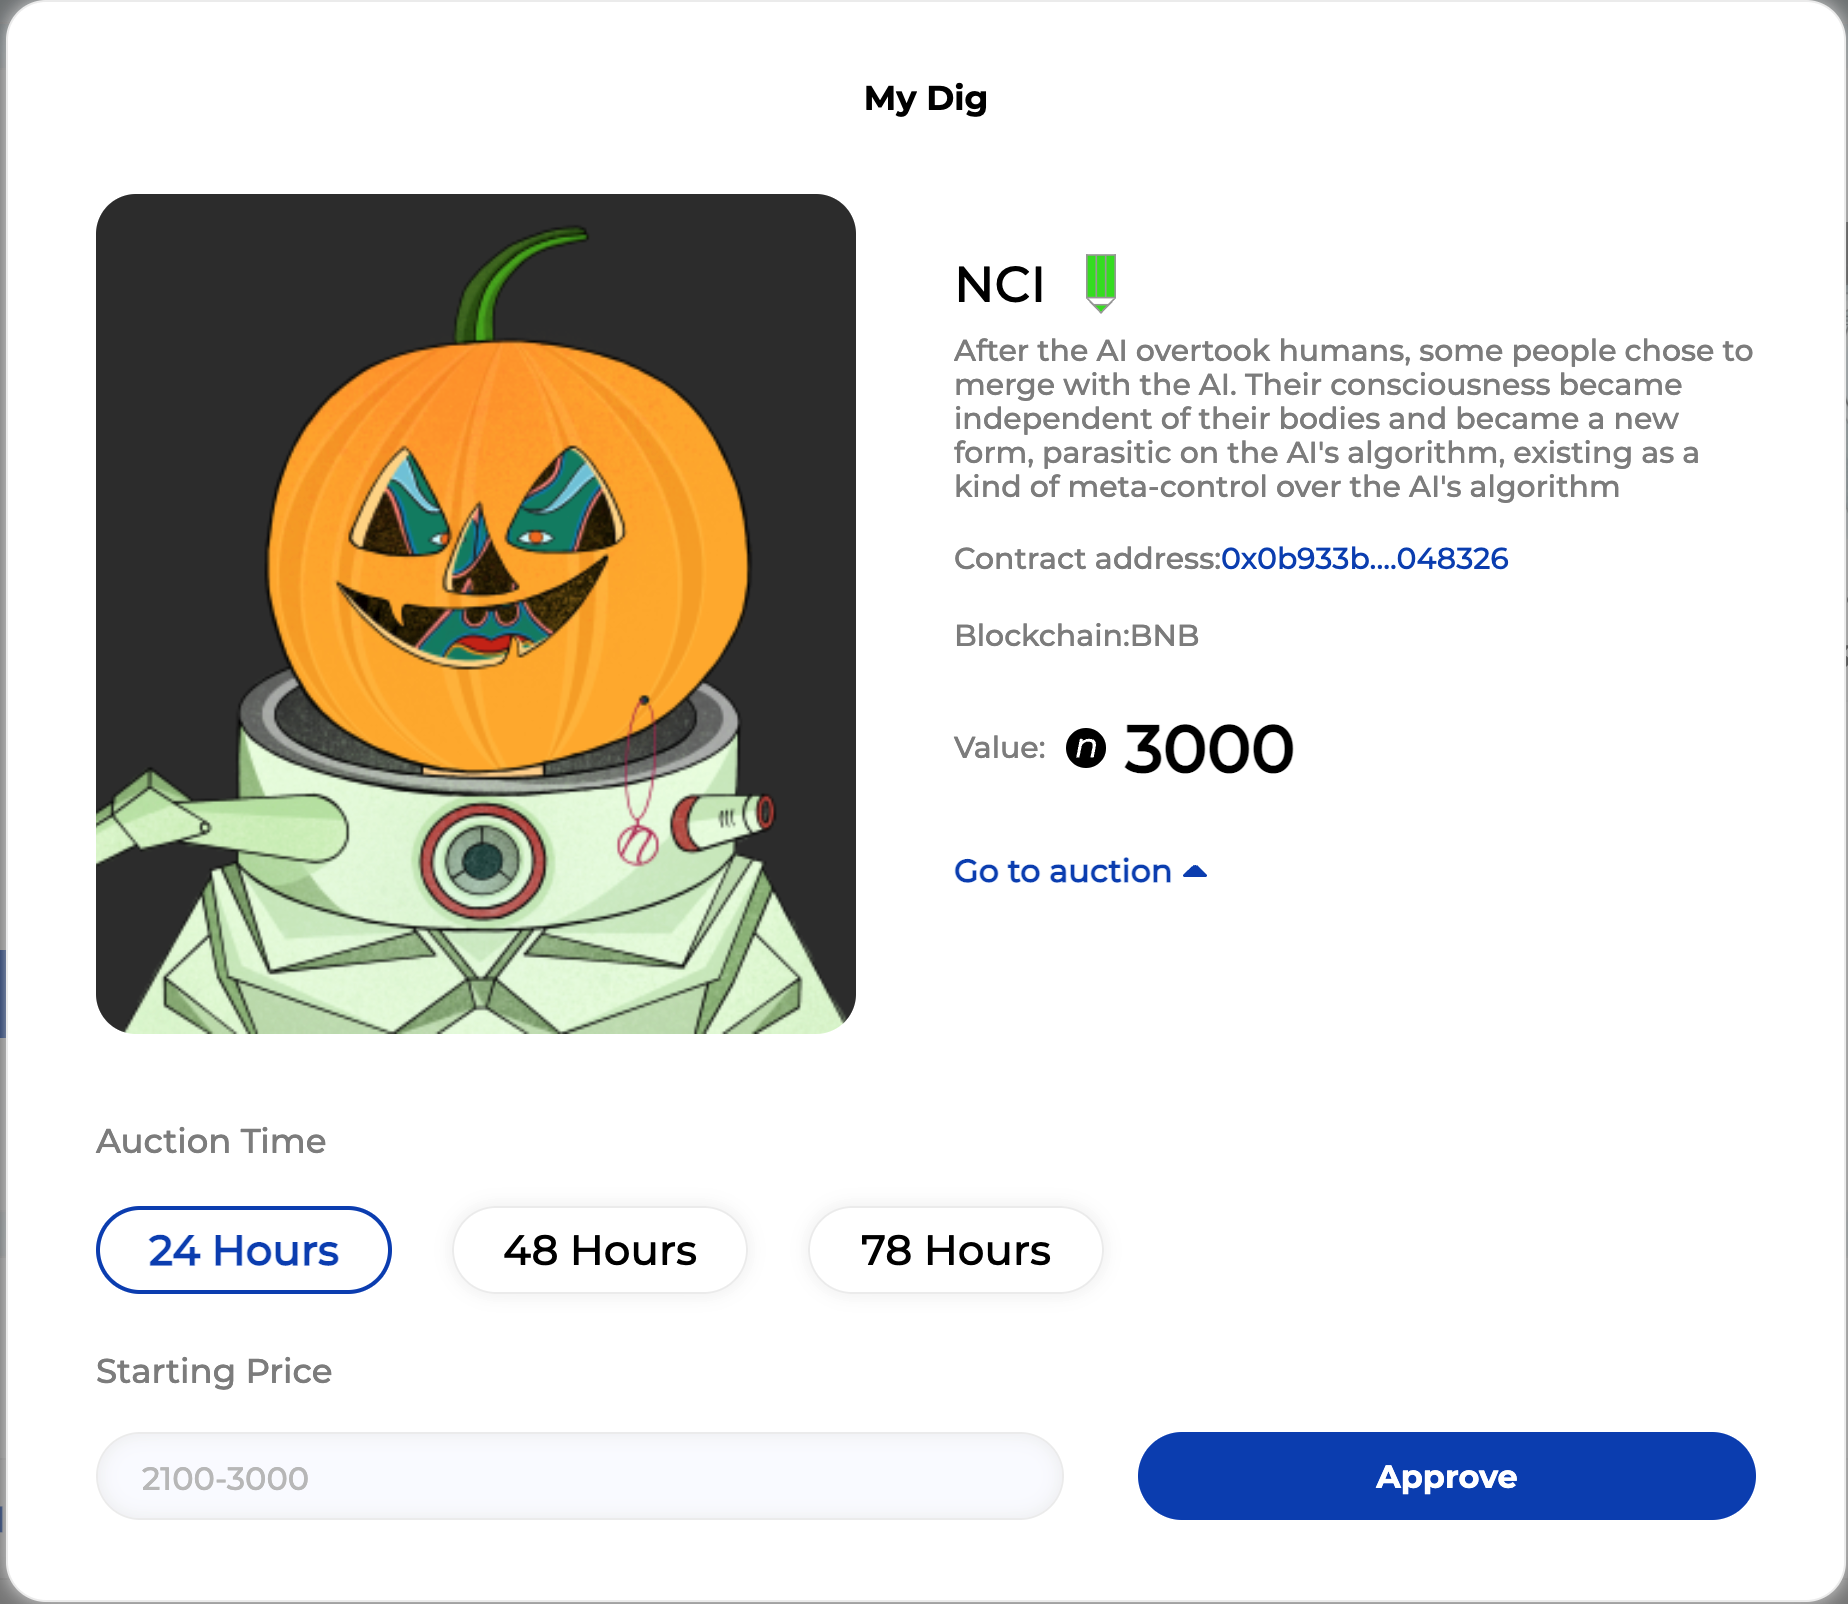 My Dig
NCI
After the AI overtook humans, some people chose to
merge with the AI. Their consciousness became
independent of their bodies and became a new
form, parasitic on the AI's algorithm, existing as a
kind of meta-control over the AI's algorithm
Contract address:0x0b933b....048326
Blockchain:BNB
Value: n 3000
Go to auction
Auction Time
24 Hours
48 Hours
78 Hours
Starting Price
2100-3000
Approve